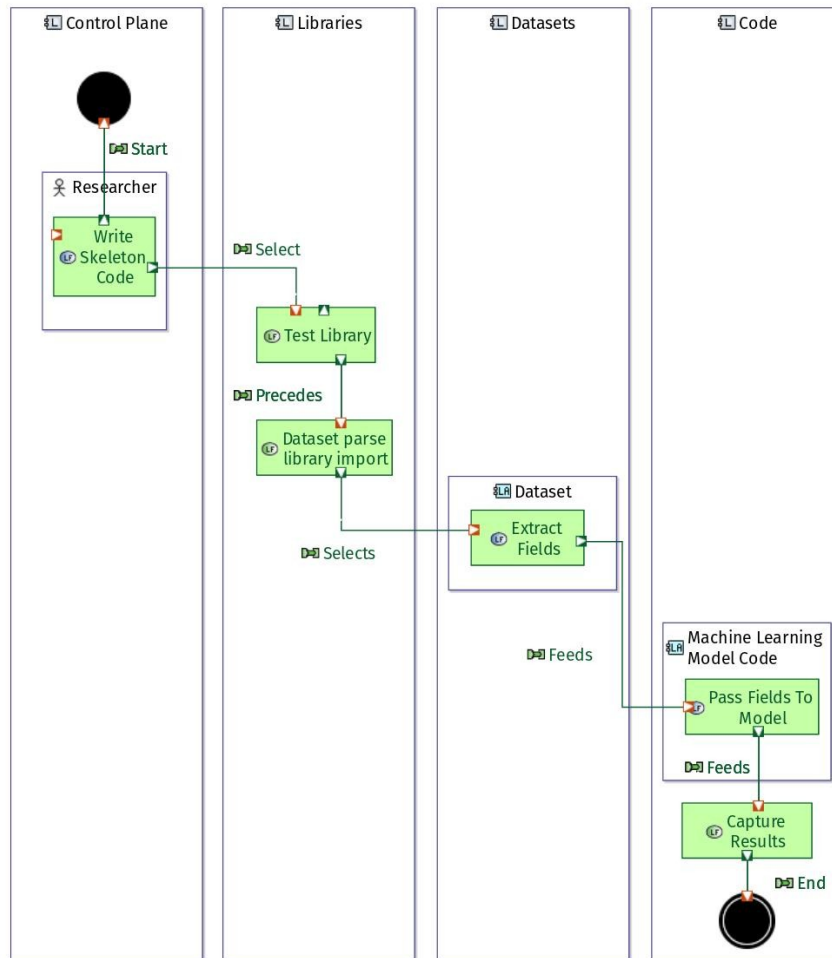 Control Plane
Libraries
Datasets
Code
Start
Researcher
Write
Skeleton
Code
Select
Test Library
Precedes
Dataset parse
library import
Selects
Dataset
Extract
Fields
Feeds
Machine Learning
Model Code
Pass Fields To
Model
Feeds
Capture
Results
End